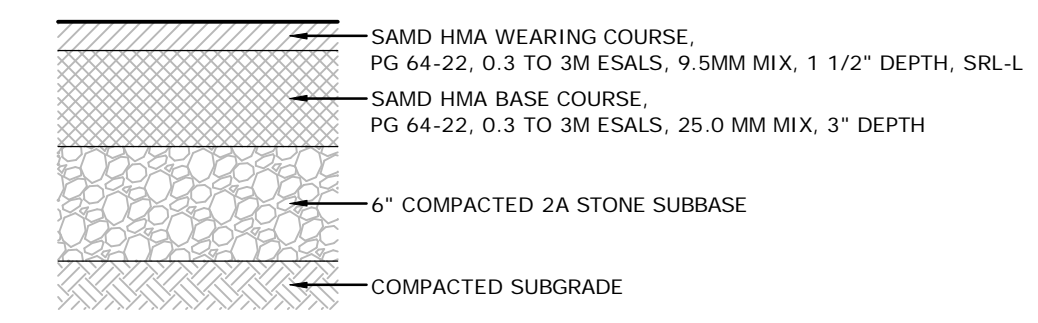 SAMD HMA WEARING COURSE,
PG 64-22, 0.3 TO 3M ESALS, 9.5MM MIX, 1 1/2" DEPTH, SRL-L
SAMD HMA BASE COURSE,
PG 64-22, 0.3 TO 3M ESALS, 25.0 MM MIX, 3" DEPTH
6" COMPACTED 2A STONE SUBBASE
COMPACTED SUBGRADE